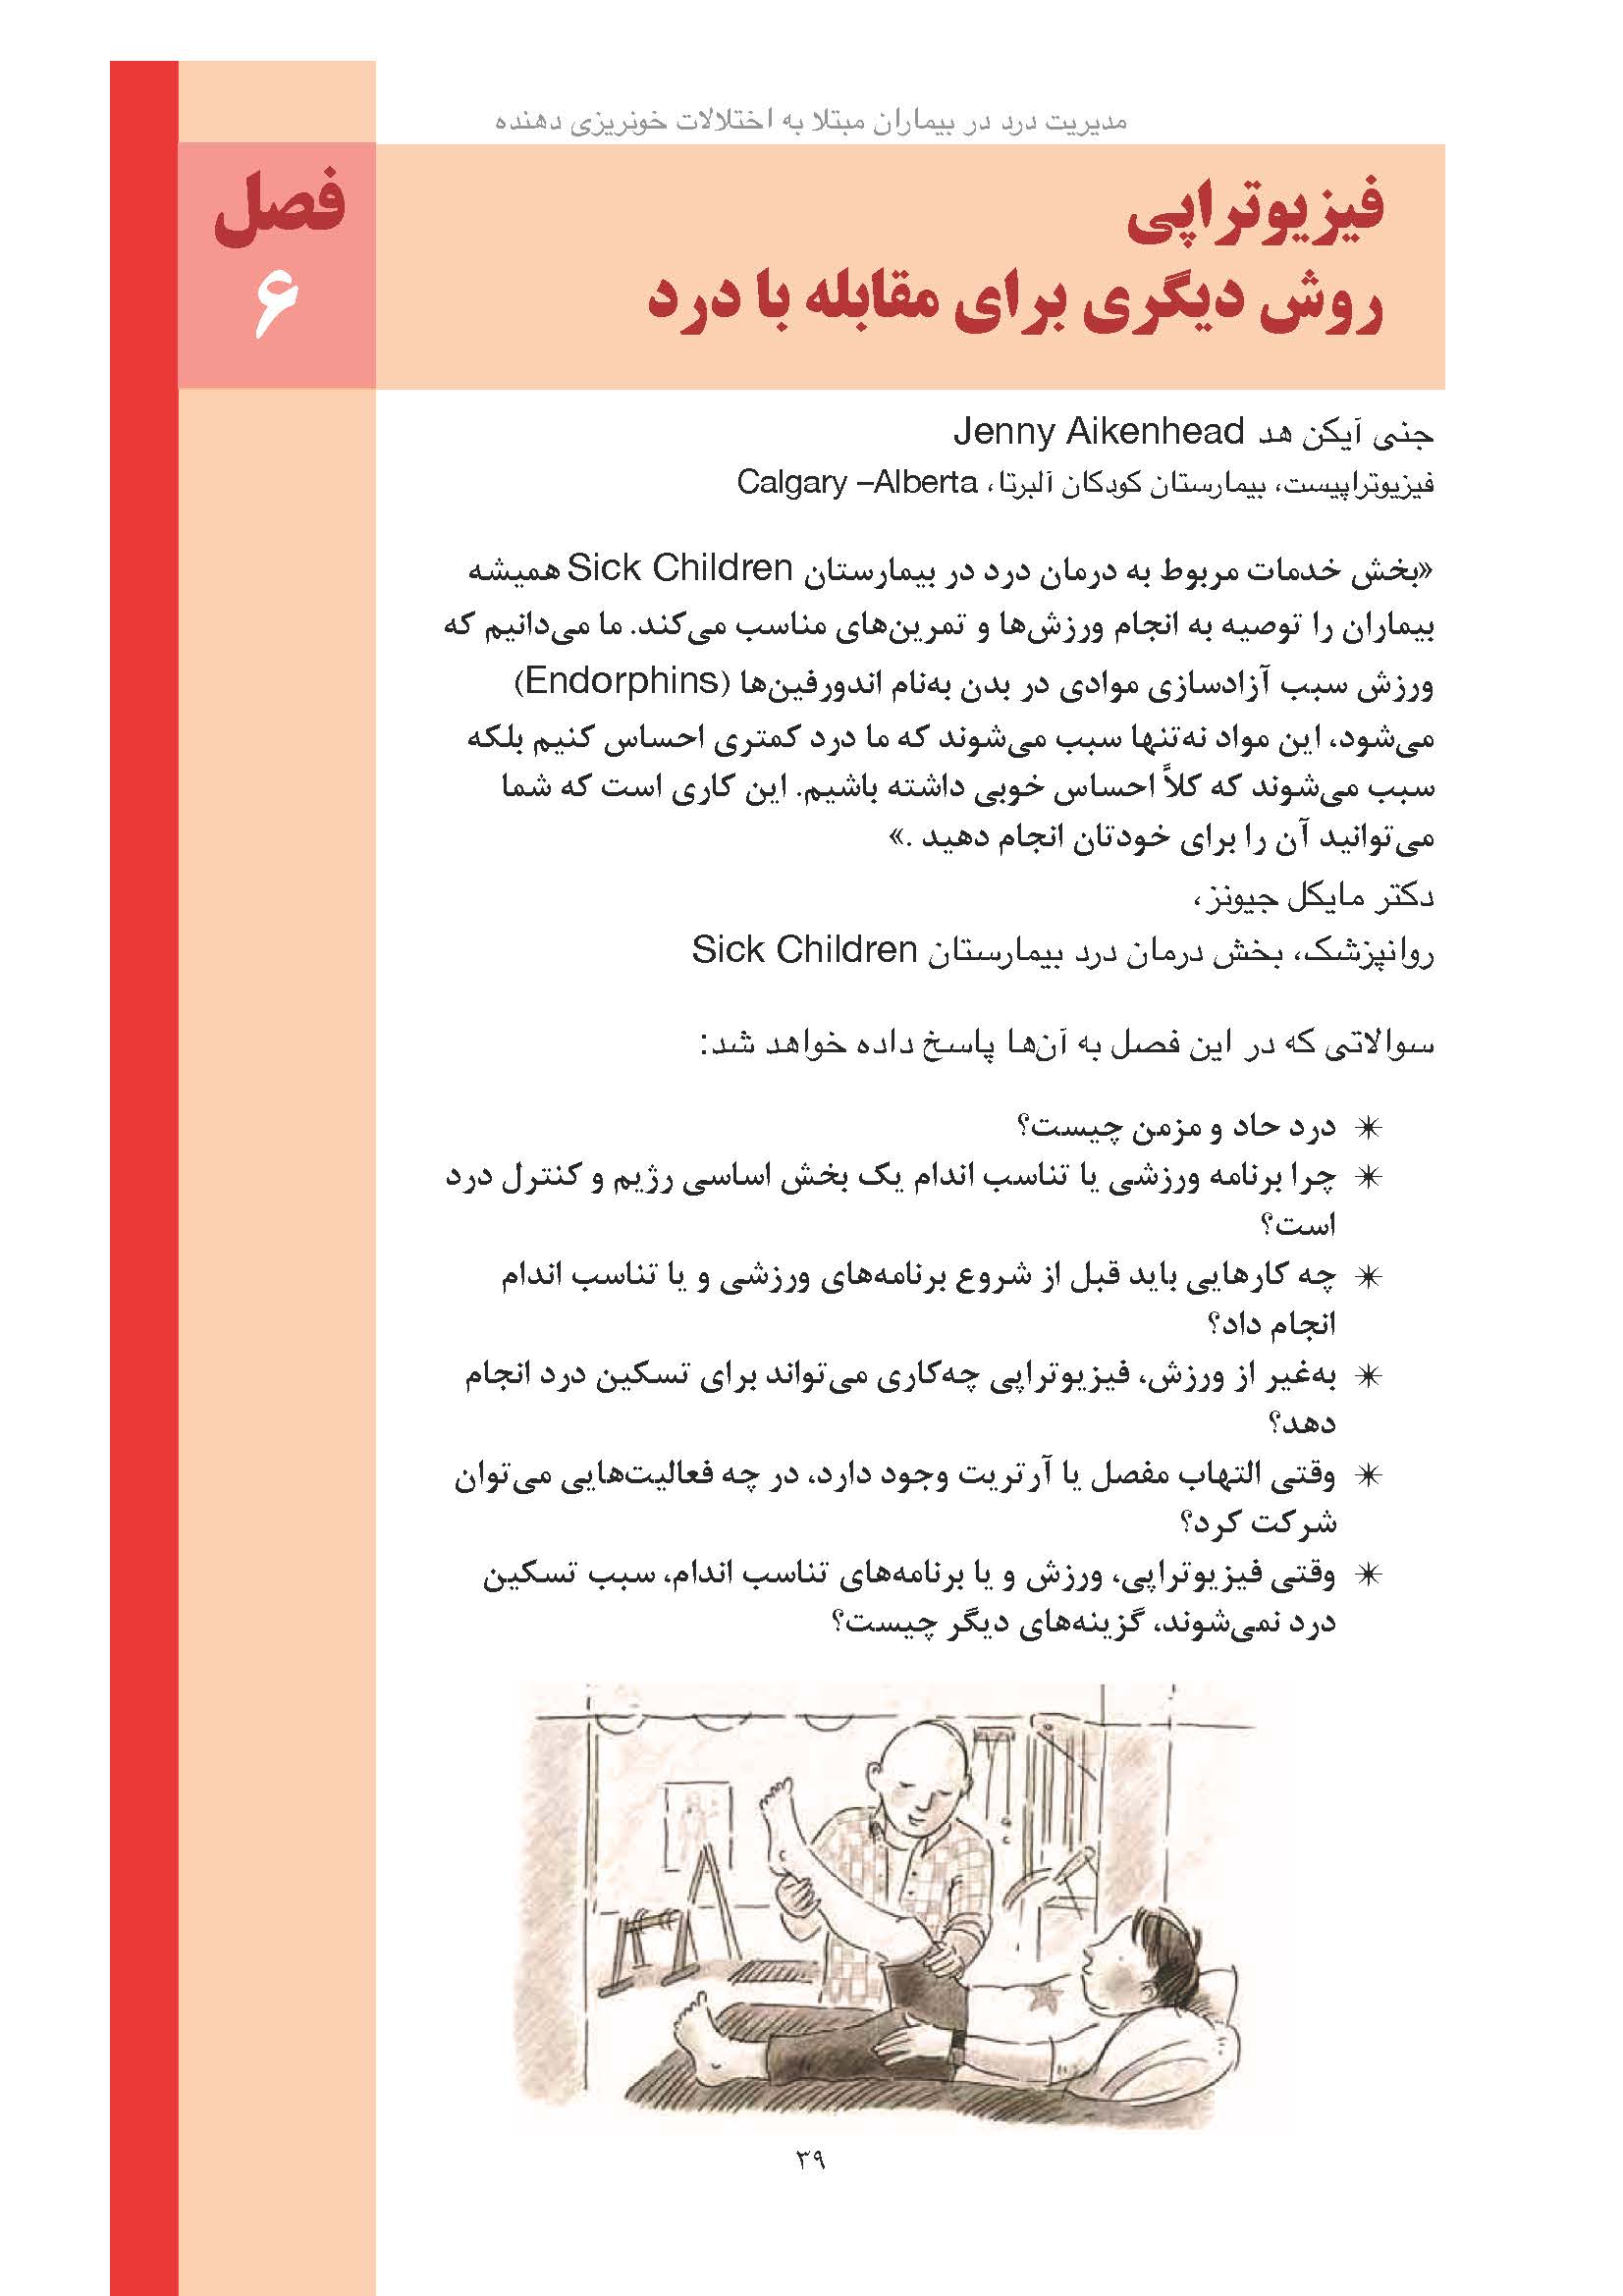 مدیریت درد در بیماران مبتلا به اختلالات خونریزی دهنده
فصل
۶
فیزیوتراپی
روش دیگری برای مقابله با درد
جنی آیکن هد Jenny Aikenhead
فیزیوتراپیست، بیمارستان کودکان آلبرتا، Calgary –Alberta
«بخش خدمات مربوط به درمان درد در بیمارستان Sick Children همیشه
بیماران را توصیه به انجام ورزش‌ها و تمرین‌های مناسب می‌کند. ما می‌دانیم که
ورزش سبب آزادسازی موادی در بدن به‌نام اندورفین‌ها (Endorphins)
می‌شود، این مواد نه‌تنها سبب می‌شوند که ما درد کمتری احساس کنیم بلکه
سبب می‌شوند که کلاً احساس خوبی داشته باشیم. این کاری است که شما
می‌توانید آن را برای خودتان انجام دهید .»
دکتر مایکل جیونز،
روانپزشک، بخش درمان درد بیمارستان Sick Children
سوالاتی که در این فصل به آن‌ها پاسخ داده خواهد شد:
✴ درد حاد و مزمن چیست؟
✴ چرا برنامه ورزشی یا تناسب اندام یک بخش اساسی رژیم و کنترل درد
است؟
✴ چه کارهایی باید قبل از شروع برنامه‌های ورزشی و یا تناسب اندام
انجام داد؟
✴ به‌غیر از ورزش، فیزیوتراپی چه‌کاری می‌تواند برای تسکین درد انجام
دهد؟
✴ وقتی التهاب مفصل یا آرتریت وجود دارد، در چه فعالیت‌هایی می‌توان
شرکت کرد؟
✴ وقتی فیزیوتراپی، ورزش و یا برنامه‌های تناسب اندام، سبب تسکین
درد نمی‌شوند، گزینه‌های دیگر چیست؟
۳۹